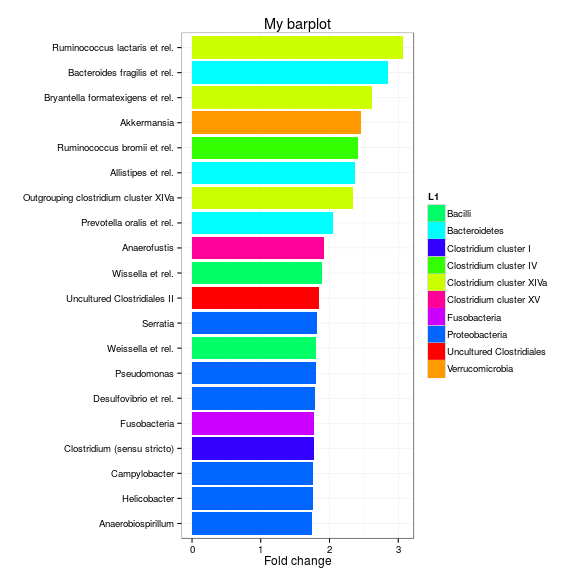 My barplot
Ruminococcus lactaris et rel.
Bacteroides fragilis et rel.
Bryantella formatexigens et rel.
Akkermansia
Ruminococcus bromii et rel.
Allistipes et rel.
Outgrouping clostridium cluster XIVa
Prevotella oralis et rel.
Anaerofustis
Wissella et rel.
Uncultured Clostridiales II
Serratia
Weissella et rel.
Pseudomonas
Desulfovibrio et rel.
Fusobacteria
Clostridium (sensu stricto)
Campylobacter
Helicobacter
Anaerobiospirillum
0 1 2 3
Fold change
L1
Bacilli
Bacteroidetes
Clostridium cluster I
Clostridium cluster IV
Clostridium cluster XIVa
Clostridium cluster XV
Fusobacteria
Proteobacteria
Uncultured Clostridiales
Verrucomicrobia